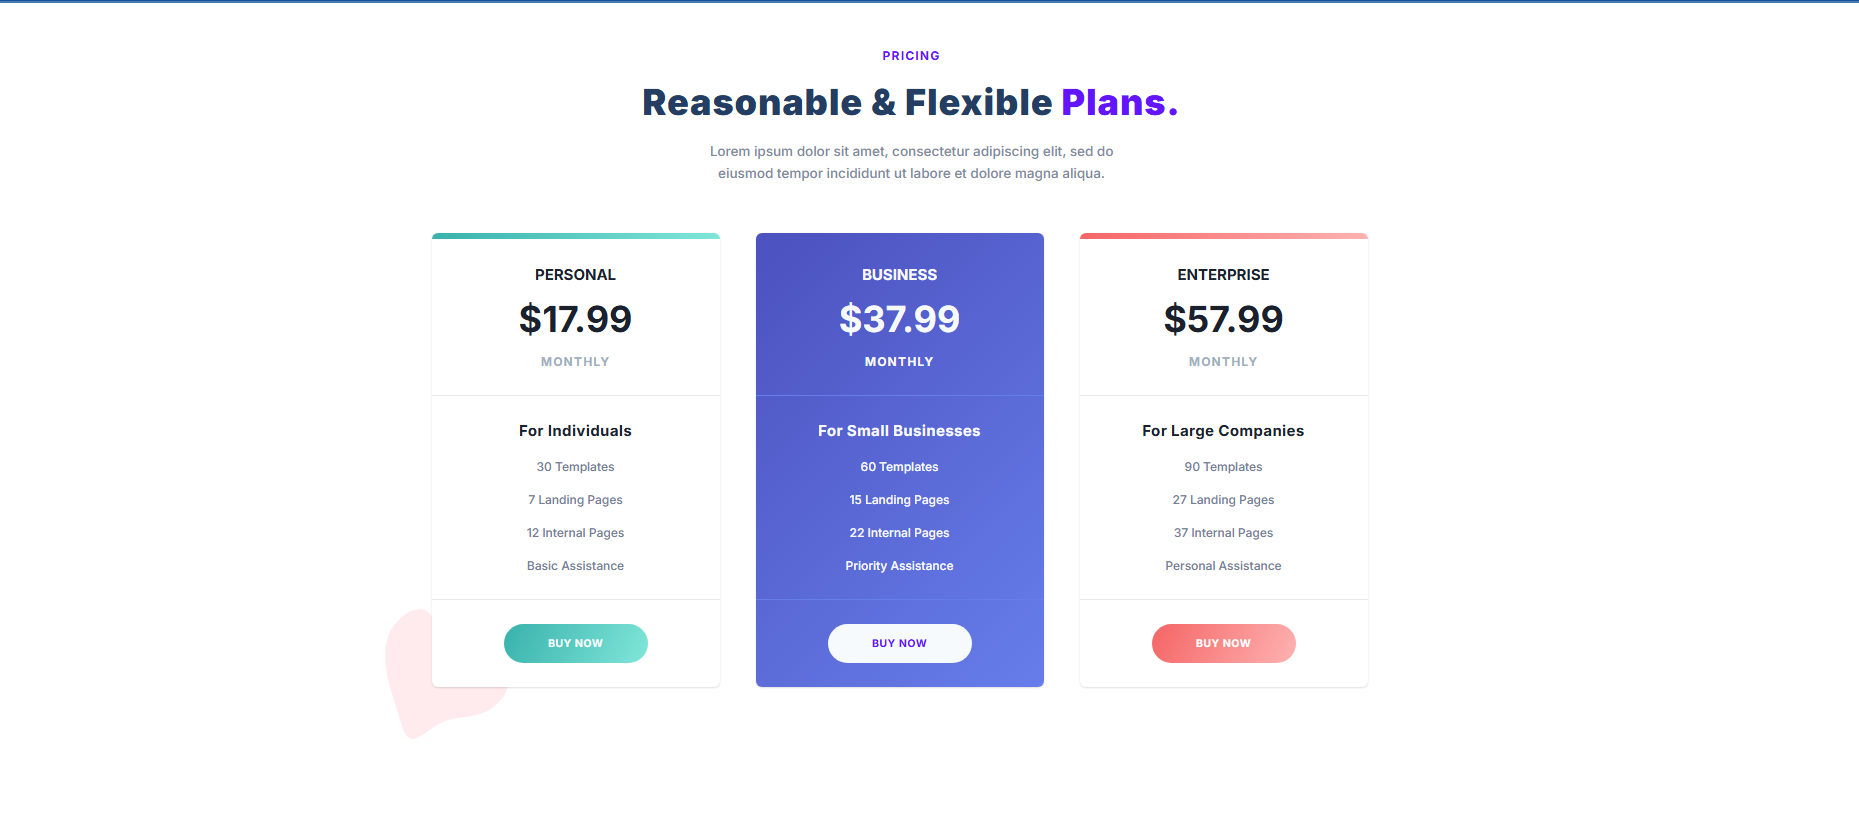 PRICING
Reasonable & Flexible Plans.
Lorem ipsum dolor sit amet, consectetur adipiscing elit, sed do
eiusmod tempor incididunt ut labore et dolore magna aliqua.
PERSONAL
$17.99
MONTHLY
For Individuals
30 Templates
7 Landing Pages
12 Internal Pages
Basic Assistance
BUY NOW
BUSINESS
$37.99
MONTHLY
For Small Businesses
60 Templates
15 Landing Pages
22 Internal Pages
Priority Assistance
BUY NOW
ENTERPRISE
$57.99
MONTHLY
For Large Companies
90 Templates
27 Landing Pages
37 Internal Pages
Personal Assistance
BUY NOW